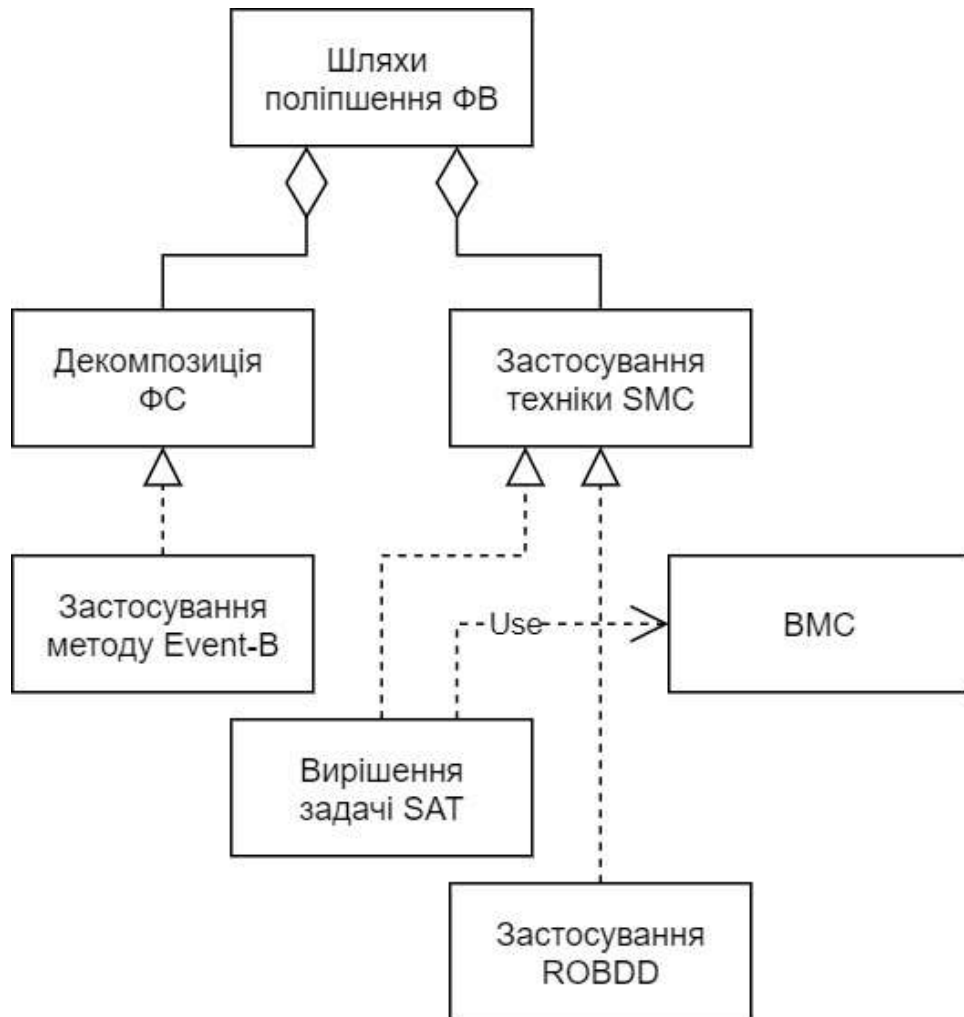 Шляхи
поліпшення ФВ
Декомпозиція
ФС
Застосування
техніки SMC
Застосування
методу Event-B
Use
BMC
Вирішення
задачі SAT
Застосування
ROBDD